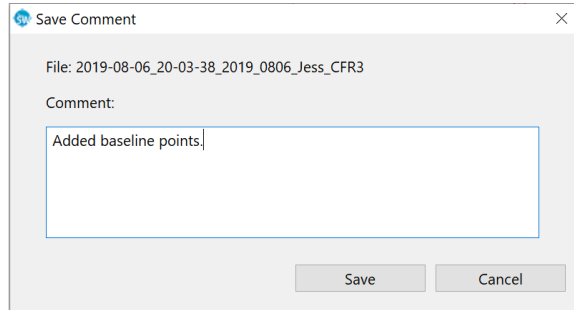 SW Save Comment
File: 2019-08-06_20-03-38_2019_0806_Jess_CFR3
Comment:
Added baseline points.
Save Cancel